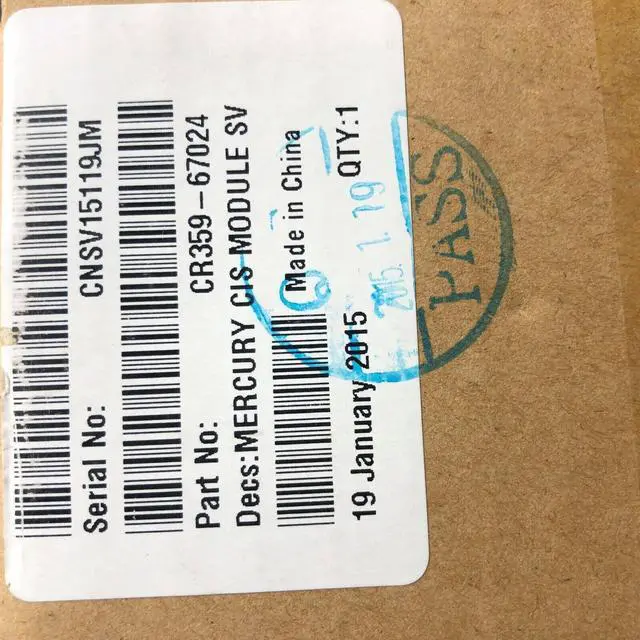 Serial No: CNSV15119JM
Part No: CR359-67024
Decs:MERCURY CIS MODULE SV
Made in China
19 January 2015 QTY:1
2015. 1. 19
PASS